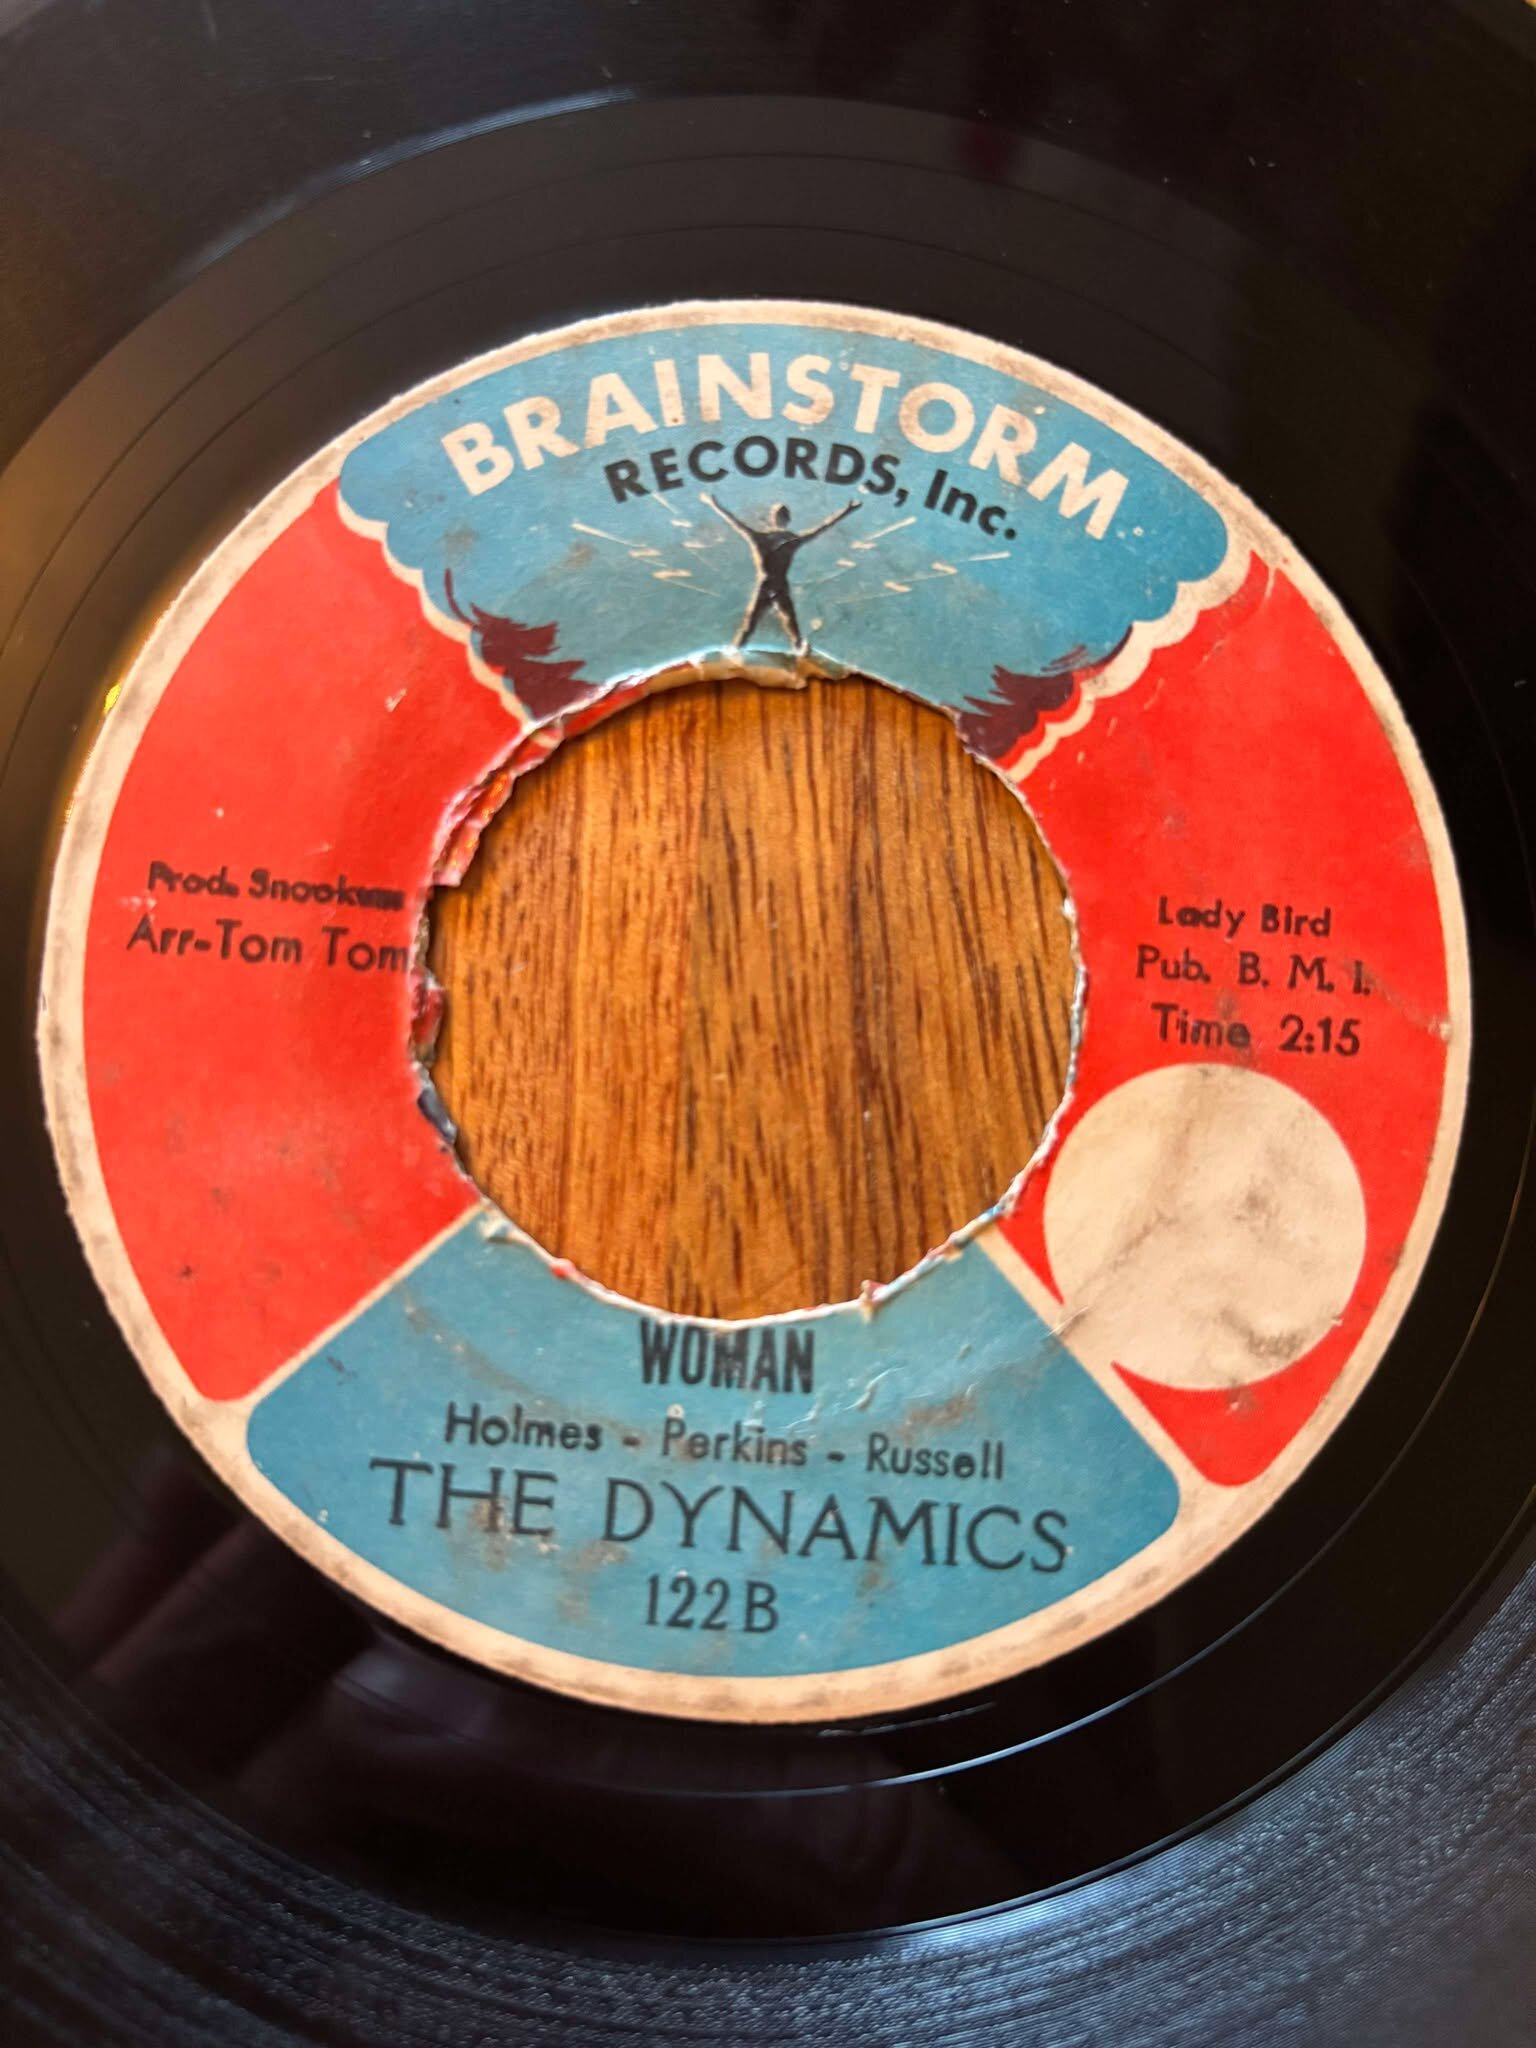 BRAINSTORM
RECORDS, Inc.
Prod. Snookum
Arr-Tom Tom
Lady Bird
Pub. B. M. I.
Time 2:15
WOMAN
Holmes - Perkins - Russell
THE DYNAMICS
122B